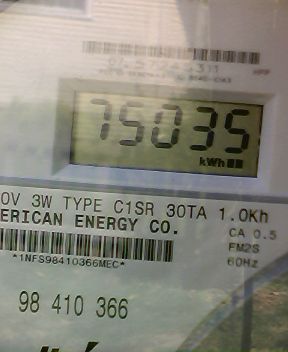 75035
kWh
0V 3W TYPE C1SR 30TA 1.0Kh
ERICAN ENERGY CO.
CA 0.5
FM2S
60Hz
*1NFS98410366MEC*
98 410 366